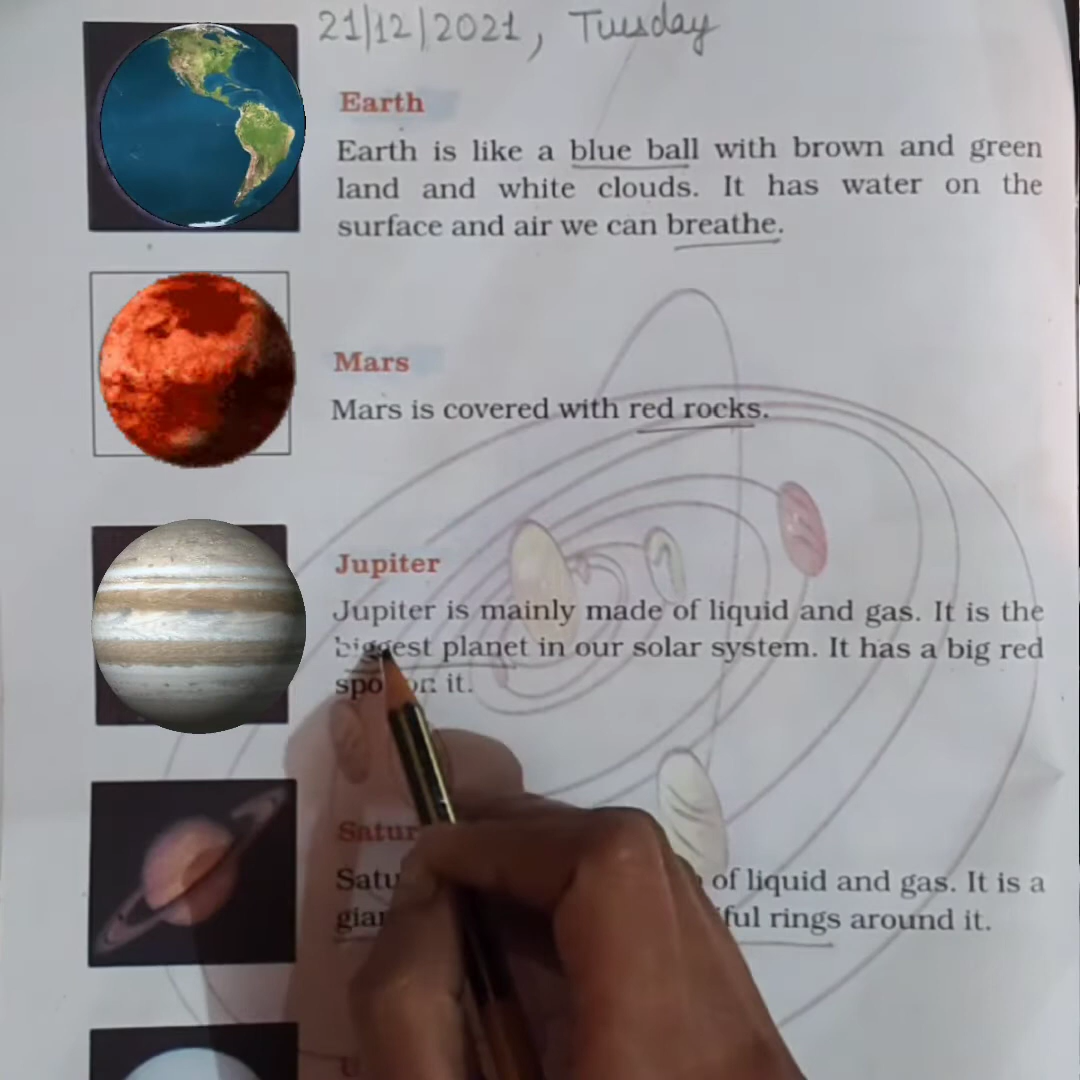 21/12/2021, Tuesday
Earth
Earth is like a blue ball with brown and green
land and white clouds. It has water on the
surface and air we can breathe.
Mars
Mars is covered with red rocks.
Jupiter
Jupiter is mainly made of liquid and gas. It is the
biggest planet in our solar system. It has a big red
on it.
of liquid and gas. It is a
rings around it.